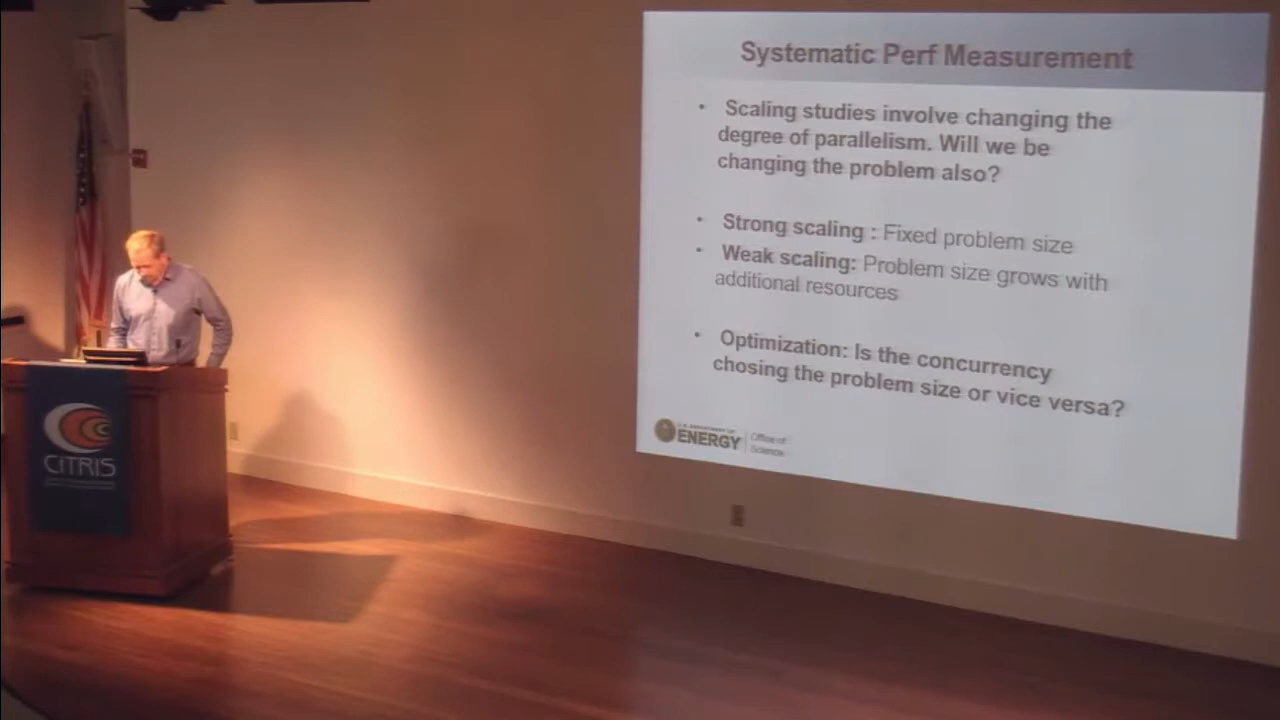 Systematic Perf Measurement
• Scaling studies involve changing the
degree of parallelism. Will we be
changing the problem also?
• Strong scaling : Fixed problem size
• Weak scaling: Problem size grows with
additional resources
• Optimization: Is the concurrency
chosing the problem size or vice versa?
U.S. DEPARTMENT OF
ENERGY
Office of
Science
CiTRIS